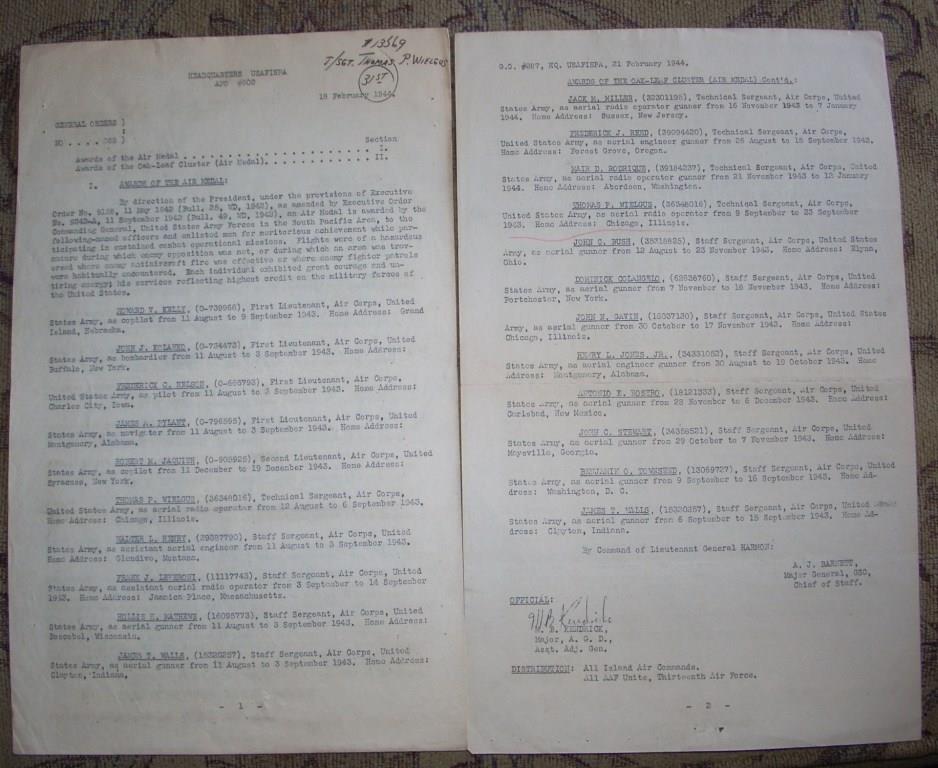 #13569
T/SGT. THOMAS. P. WIELGUS
31ST
HEADQUARTERS USAFISPA
APO #502
18 February 1944.
GENERAL ORDERS )
:
NO . . . . )
Section
Awards of the Air Medal . . . . . . . . . . . . . . . . . . . . . I.
Awards of the Oak-Leaf Cluster (Air Medal). . . . . . . . . . . . II.
I. AWARDS OF THE AIR MEDAL:
By direction of the President, under the provisions of Executive
Order No. 9158, 11 May 1942 (Bull. 25, WD, 1942), as amended by Executive Order
No. 9242-A, 11 September 1942 (Bull. 49, WD, 1942), an Air Medal is awarded by the
Commanding General, United States Army Forces in the South Pacific Area, to the
following-named officers and enlisted men for meritorious achievement while par-
ticipating in sustained combat operational missions. Flights were of a hazardous
nature during which enemy opposition was met, or during which an area was trav-
ersed where enemy antiaircraft fire was effective or where enemy fighter patrols
were habitually encountered. Each individual exhibited great courage and un-
tiring energy; his services reflecting highest credit on the military forces of
the United States.
HOWARD V. KELLY, (0-739966), First Lieutenant, Air Corps, United
States Army, as copilot from 11 August to 9 September 1943. Home Address: Grand
Island, Nebraska.
JOHN J. (0-734473), First Lieutenant, Air Corps, United
States Army, as bombardier from 11 August to 3 September 1943. Home Address:
Buffalo, New York.
FREDERICK C. NELSON, First Lieutenant, Air Corps,
United States Army, as pilot from 11 August to 3 September 1943. Home Address:
Charles City, Iowa.
JAMES A. PYLANT, (0-796595), First Lieutenant, Air Corps, United
States Army, as navigator from 11 August to 3 September 1943. Home Address:
Montgomery, Alabama.
ROBERT M. JAQUISH, Second Lieutenant, Air Corps, United
States Army, as copilot from 11 December to 19 December 1943. Home Address:
Syracuse, New York.
THOMAS P. WIELGUS, (36348016), Technical Sergeant, Air Corps,
United States Army, as aerial radio operator from 12 August to 6 September 1943.
Home Address: Chicago, Illinois.
WALTER L. HENRY, (39387790), Staff Sergeant, Air Corps, United
States Army, as assistant aerial engineer from 11 August to 3 September 1943.
Home Address: Glendive, Montana.
FRANK J. LEVERONI, (11117743), Staff Sergeant, Air Corps, United
States Army, as assistant aerial radio operator from 3 September to 14 September
1943. Home Address: Jamaica Place, Massachusetts.
HOLLIS E. MATHEWS, (16095773), Staff Sergeant, Air Corps, United
States Army, as aerial gunner from 11 August to 3 September 1943. Home Address:
Boscobel, Wisconsin.
JAMES T. WALLS, (15330357), Staff Sergeant, Air Corps, United
States Army, as aerial gunner from 11 August to 3 September 1943. Home Address:
Clayton, Indiana.
- 1 -
G.O. #287, HQ. USAFISPA, 21 February 1944.
AWARDS OF THE OAK-LEAF CLUSTER (AIR MEDAL) Cont'd.:
JACK M. MILLER, (32301195), Technical Sergeant, Air Corps, United
States Army, as aerial radio operator gunner from 16 November 1943 to 7 January
1944. Home Address: Sussex, New Jersey.
FREDERICK J. REED, (39094420), Technical Sergeant, Air Corps,
United States Army, as aerial engineer gunner from 25 August to 15 September 1943.
Home Address: Forest Grove, Oregon.
E. RODRIQUE, (39184237), Technical Sergeant, Air Corps, United
States Army, as aerial radio operator gunner from 21 November 1943 to 12 January
1944. Home Address: Aberdeen, Washington.
THOMAS P. WIELGUS, (36348016), Technical Sergeant, Air Corps,
United States Army, as aerial radio operator from 9 September to 23 September
1943. Home Address: Chicago, Illinois.
JOHN C. BUSH, (35315525), Staff Sergeant, Air Corps, United States
Army, as aerial gunner from 12 August to 23 November 1943. Home Address: Elyria,
Ohio.
DOMINICK COLANGELO, (62636760), Staff Sergeant, Air Corps, United
States Army, as aerial gunner from 7 November to 16 November 1943. Home Address:
Portchester, New York.
JOHN N. GAVIN, (16037130), Staff Sergeant, Air Corps, United States
Army, as aerial gunner from 30 October to 17 November 1943. Home Address:
Chicago, Illinois.
HENRY L. JONES, JR., (34331053), Staff Sergeant, Air Corps, United
States Army, as aerial engineer gunner from 30 August to 19 October 1943. Home
Address: Montgomery, Alabama.
ANTONIO E. ROMERO, (18121333), Staff Sergeant, Air Corps, United
States Army, as aerial gunner from 28 November to 6 December 1943. Home Address:
Carlsbad, New Mexico.
JOHN C. STEWART, (34358521), Staff Sergeant, Air Corps, United
States Army, as aerial gunner from 29 October to 7 November 1943. Home Address:
Maysville, Georgia.
BENJAMIN O. TOWNSEND, (13069727), Staff Sergeant, Air Corps, United
States Army, as aerial gunner from 9 September to 16 September 1943. Home Ad-
dress: Washington, D. C.
JAMES T. WALLS, (15330357), Staff Sergeant, Air Corps, United
States Army, as aerial gunner from 6 September to 15 September 1943. Home Ad-
dress: Clayton, Indiana.
By Command of Lieutenant General HARMON:
A. J. BARNETT,
Major General, GSC,
Chief of Staff.
OFFICIAL:
KENDRICK,
Major, A. G. D.,
Asst. Adj. Gen.
DISTRIBUTION: All Island Air Commands.
All AAF Units, Thirteenth Air Force.
- 2 -